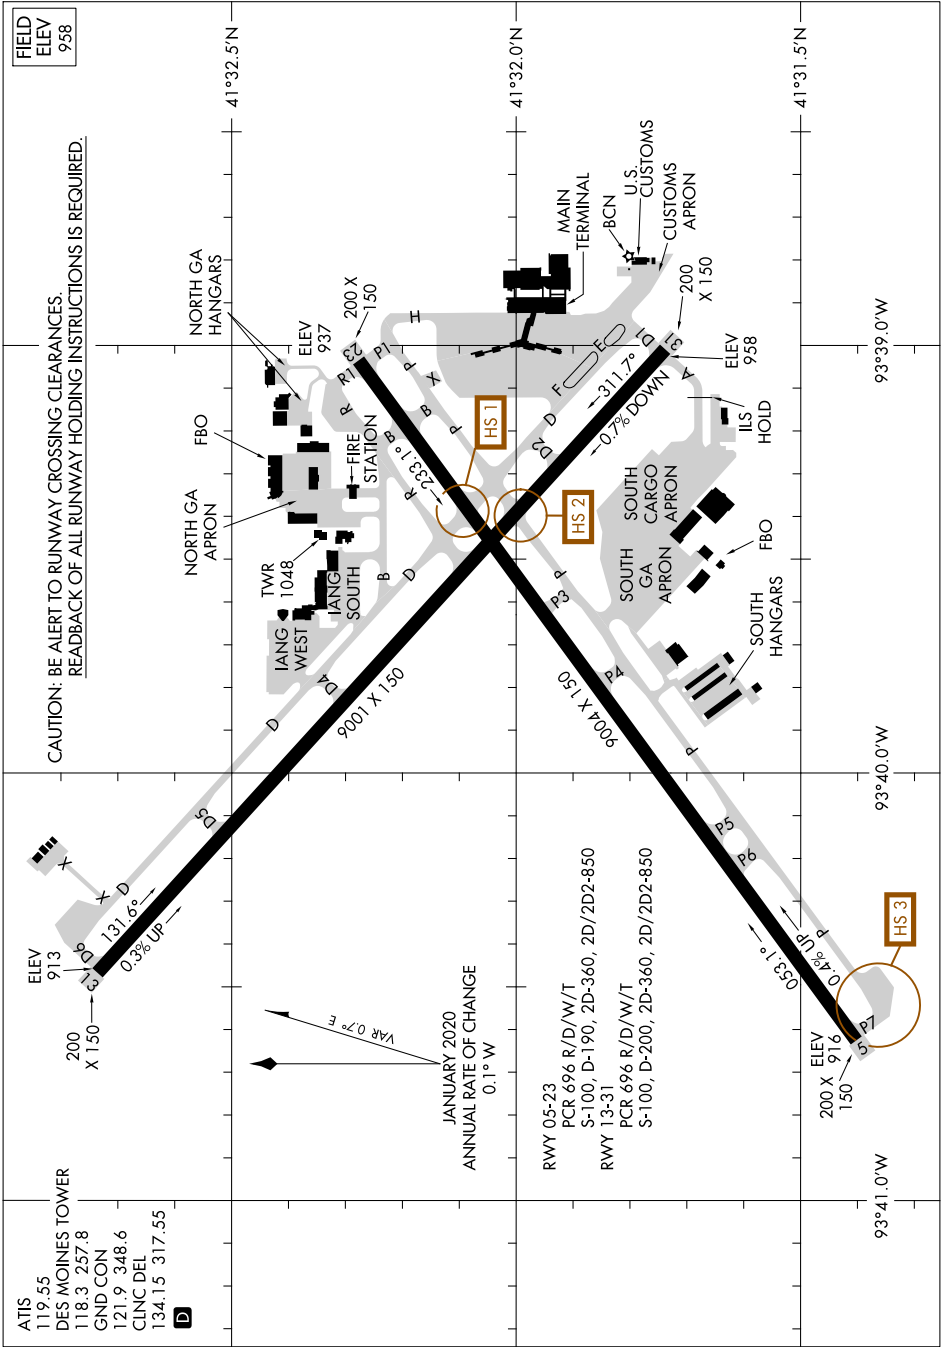 FIELD
ELEV
958
CAUTION: BE ALERT TO RUNWAY CROSSING CLEARANCES.
READBACK OF ALL RUNWAY HOLDING INSTRUCTIONS IS REQUIRED.
41°32.5'N
41°32.0'N
41°31.5'N
93°39.0'W
93°40.0'W
93°41.0'W
ATIS
119.55
DES MOINES TOWER
118.3 257.8
GND CON
121.9 348.6
CLNC DEL
134.15 317.55
D
NORTH GA
HANGARS
FBO
NORTH GA
APRON
FIRE
STATION
TWR
1048
IANG
SOUTH
IANG
WEST
ELEV
937
200 X
150
23
R1
P1
H
R
P
X
B
B
P
B
R
233.1°
HS 1
MAIN
TERMINAL
BCN
U.S.
CUSTOMS
CUSTOMS
APRON
200
X 150
D1
31
ELEV
958
E
F
A
311.7°
0.7% DOWN
D
D2
HS 2
ILS
HOLD
SOUTH
CARGO
APRON
SOUTH
GA
APRON
FBO
SOUTH
HANGARS
B
D
D4
D
9001 X 150
D5
X
X
D
D6
131.6°
0.3% UP
13
ELEV
913
200
X 150
P
P3
P4
9004 X 150
P
P5
P6
P
0.4% UP
053.1°
HS 3
P7
5
ELEV
916
200 X
150
VAR 0.7° E
JANUARY 2020
ANNUAL RATE OF CHANGE
0.1° W
RWY 05-23
PCR 696 R/D/W/T
S-100, D-190, 2D-360, 2D/2D2-850
RWY 13-31
PCR 696 R/D/W/T
S-100, D-200, 2D-360, 2D/2D2-850